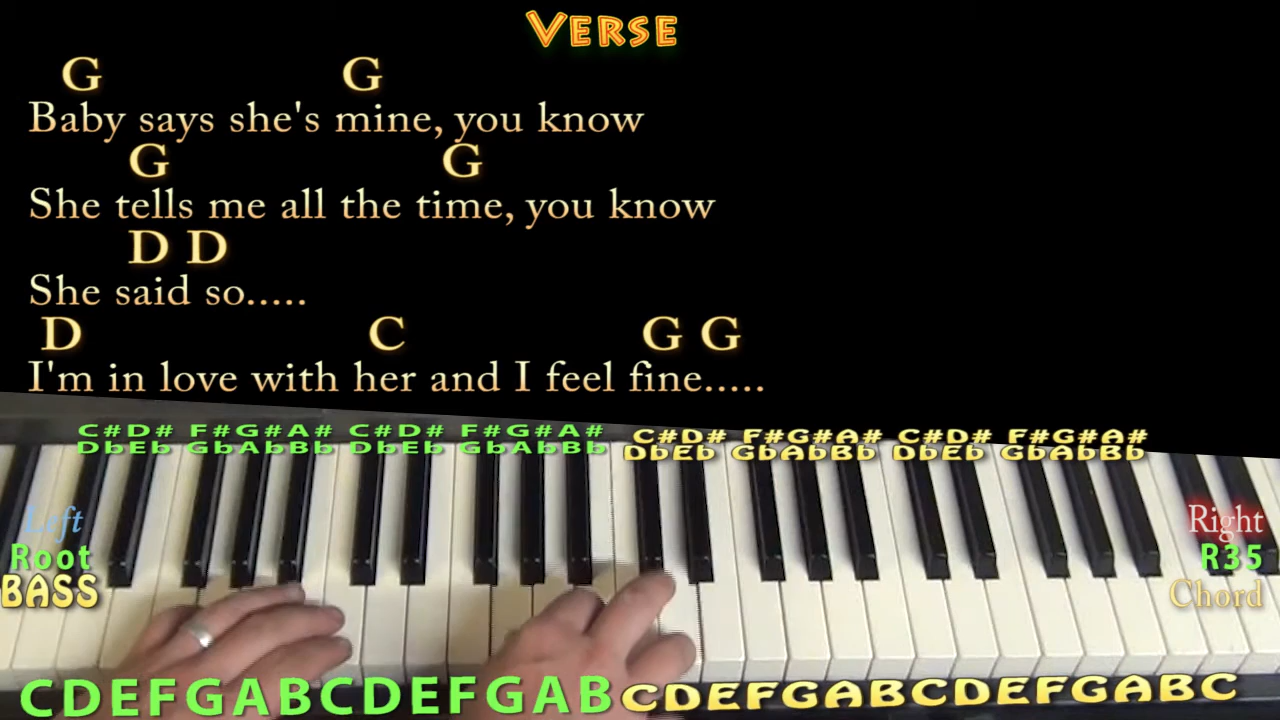 VERSE
G G
Baby says she's mine, you know
G G
She tells me all the time, you know
D D
She said so.....
D C G G
I'm in love with her and I feel fine.....
C#D# F#G#A# C#D# F#G#A# C#D# F#G#A# C#D# F#G#A#
DbEb GbAbBb DbEb GbAbBb DbEb GbAbBb DbEb GbAbBb
Left Right
Root R35
BASS Chord
CDEFGABCDEFGAB CDEFGABCDEFGABC